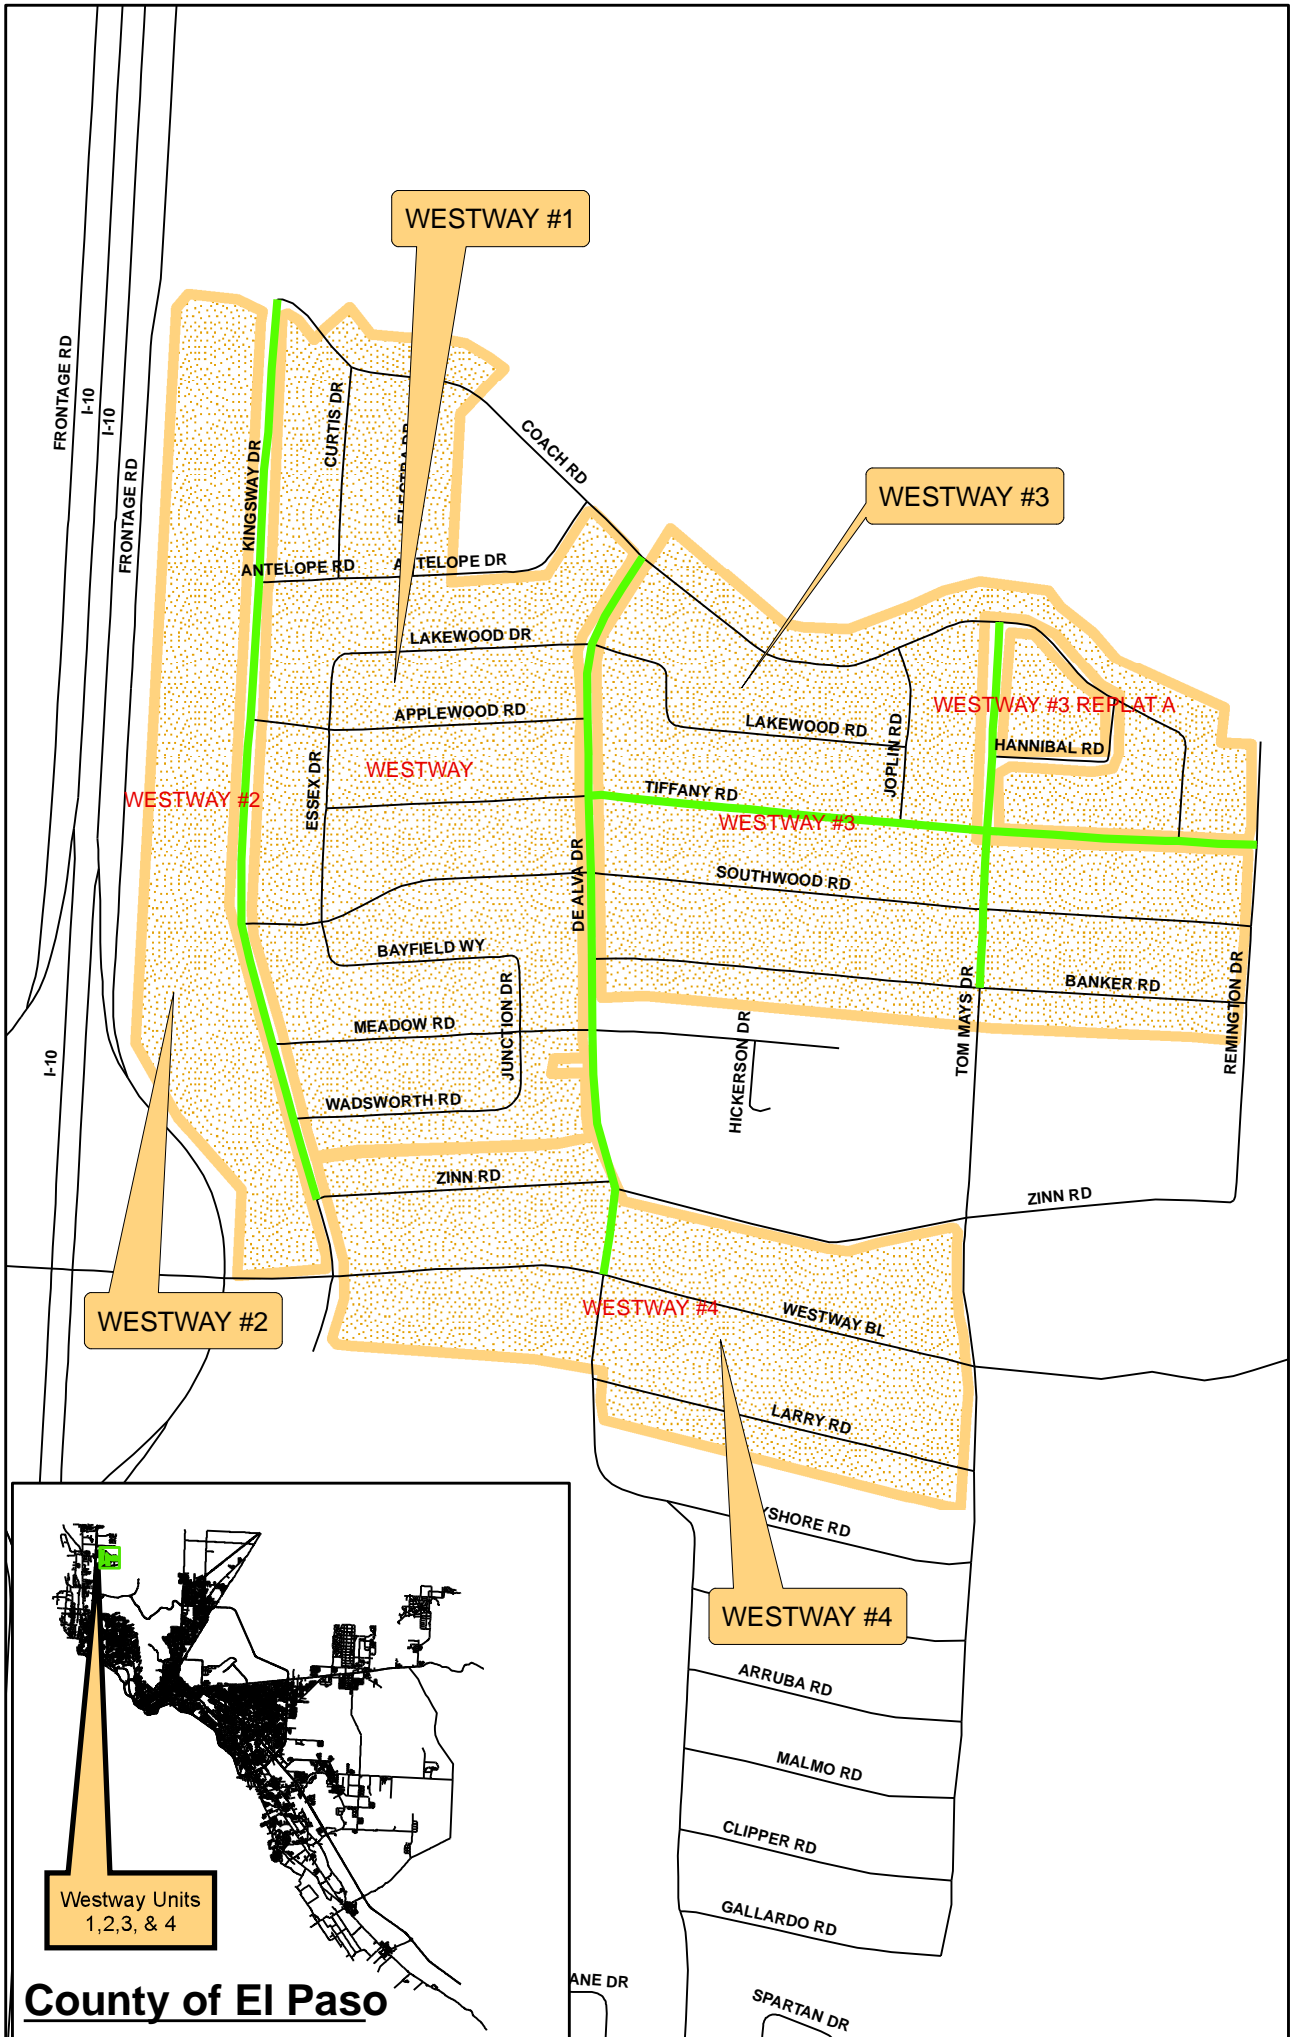 WESTWAY #1
FRONTAGE RD
I-10
I-10
FRONTAGE RD
KINGSWAY DR
CURTIS DR
COACH RD
WESTWAY #3
ANTELOPE RD
TELOPE DR
LAKEWOOD DR
APPLEWOOD RD
LAKEWOOD RD
JOPLIN RD
WESTWAY #3 REPLAT A
HANNIBAL RD
ESSEX DR
WESTWAY
WESTWAY #2
TIFFANY RD
WESTWAY #3
DE ALVA DR
SOUTHWOOD RD
BAYFIELD WY
JUNCTION DR
BANKER RD
TOM MAYS DR
REMINGTON DR
MEADOW RD
HICKERSON DR
I-10
WADSWORTH RD
ZINN RD
ZINN RD
WESTWAY #2
WESTWAY #4
WESTWAY BL
LARRY RD
YSHORE RD
WESTWAY #4
ARRUBA RD
MALMO RD
CLIPPER RD
GALLARDO RD
Westway Units
1,2,3, & 4
County of El Paso
ANE DR
SPARTAN DR